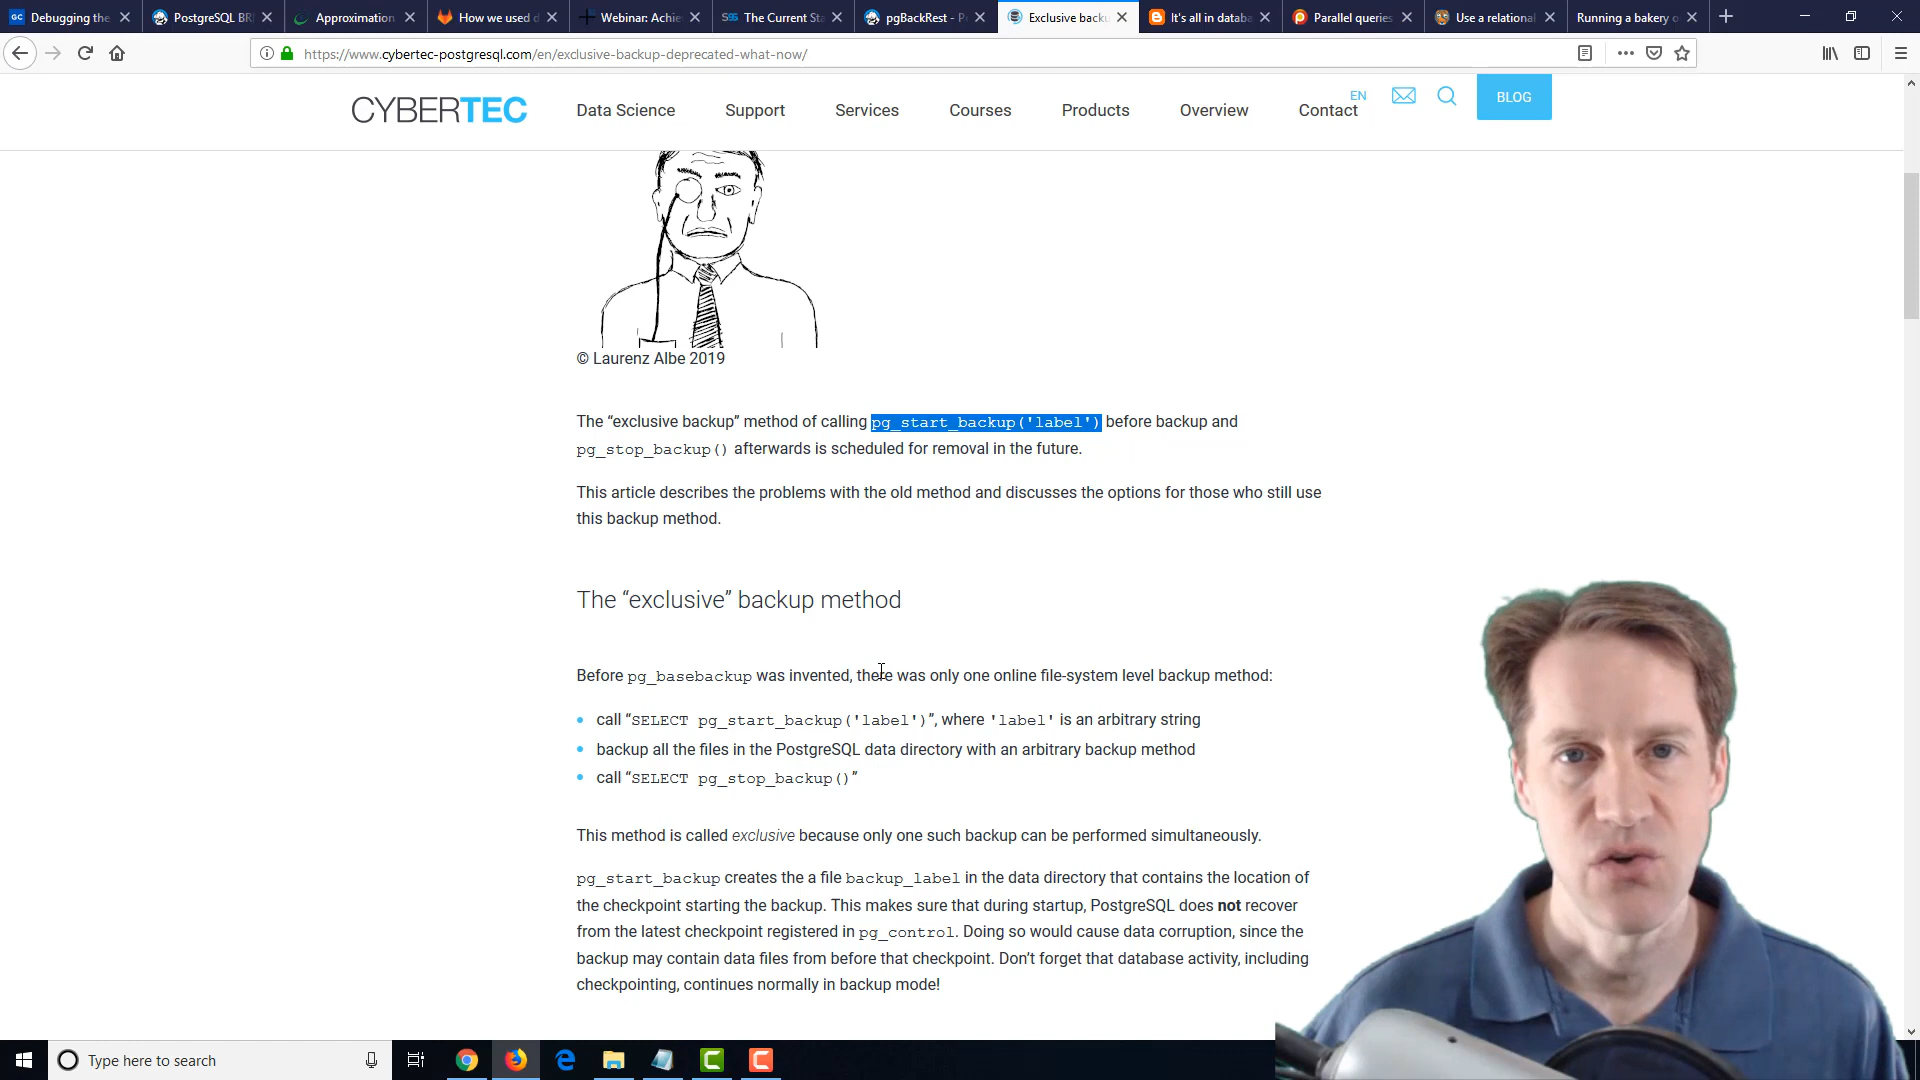 Debugging the
PostgreSQL BR
Approximation
How we used d
Webinar: Achie
SGS The Current Sta
pgBackRest - P
Exclusive backu
It's all in datab
Parallel queries
Use a relational
Running a bakery o
https://www.cybertec-postgresql.com/en/exclusive-backup-deprecated-what-now/
CYBERTEC
Data Science
Support
Services
Courses
Products
Overview
Contact
EN
BLOG
© Laurenz Albe 2019
The “exclusive backup” method of calling pg_start_backup('label') before backup and
pg_stop_backup() afterwards is scheduled for removal in the future.
This article describes the problems with the old method and discusses the options for those who still use
this backup method.
The “exclusive” backup method
Before pg_basebackup was invented, there was only one online file-system level backup method:
call “SELECT pg_start_backup('label')”, where 'label' is an arbitrary string
backup all the files in the PostgreSQL data directory with an arbitrary backup method
call “SELECT pg_stop_backup()”
This method is called exclusive because only one such backup can be performed simultaneously.
pg_start_backup creates the a file backup_label in the data directory that contains the location of
the checkpoint starting the backup. This makes sure that during startup, PostgreSQL does not recover
from the latest checkpoint registered in pg_control. Doing so would cause data corruption, since the
backup may contain data files from before that checkpoint. Don’t forget that database activity, including
checkpointing, continues normally in backup mode!
Type here to search